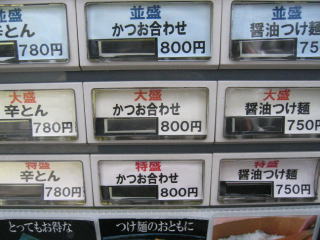 並盛 並盛 並盛
辛とん かつお合わせ 醤油つけ麺
780円 800円
大盛 大盛 大盛
辛とん かつお合わせ 醤油つけ麺
780円 800円 750円
特盛 特盛 特盛
辛とん かつお合わせ 醤油つけ麺
780円 800円 750円
とってもお得な つけ麺のおともに